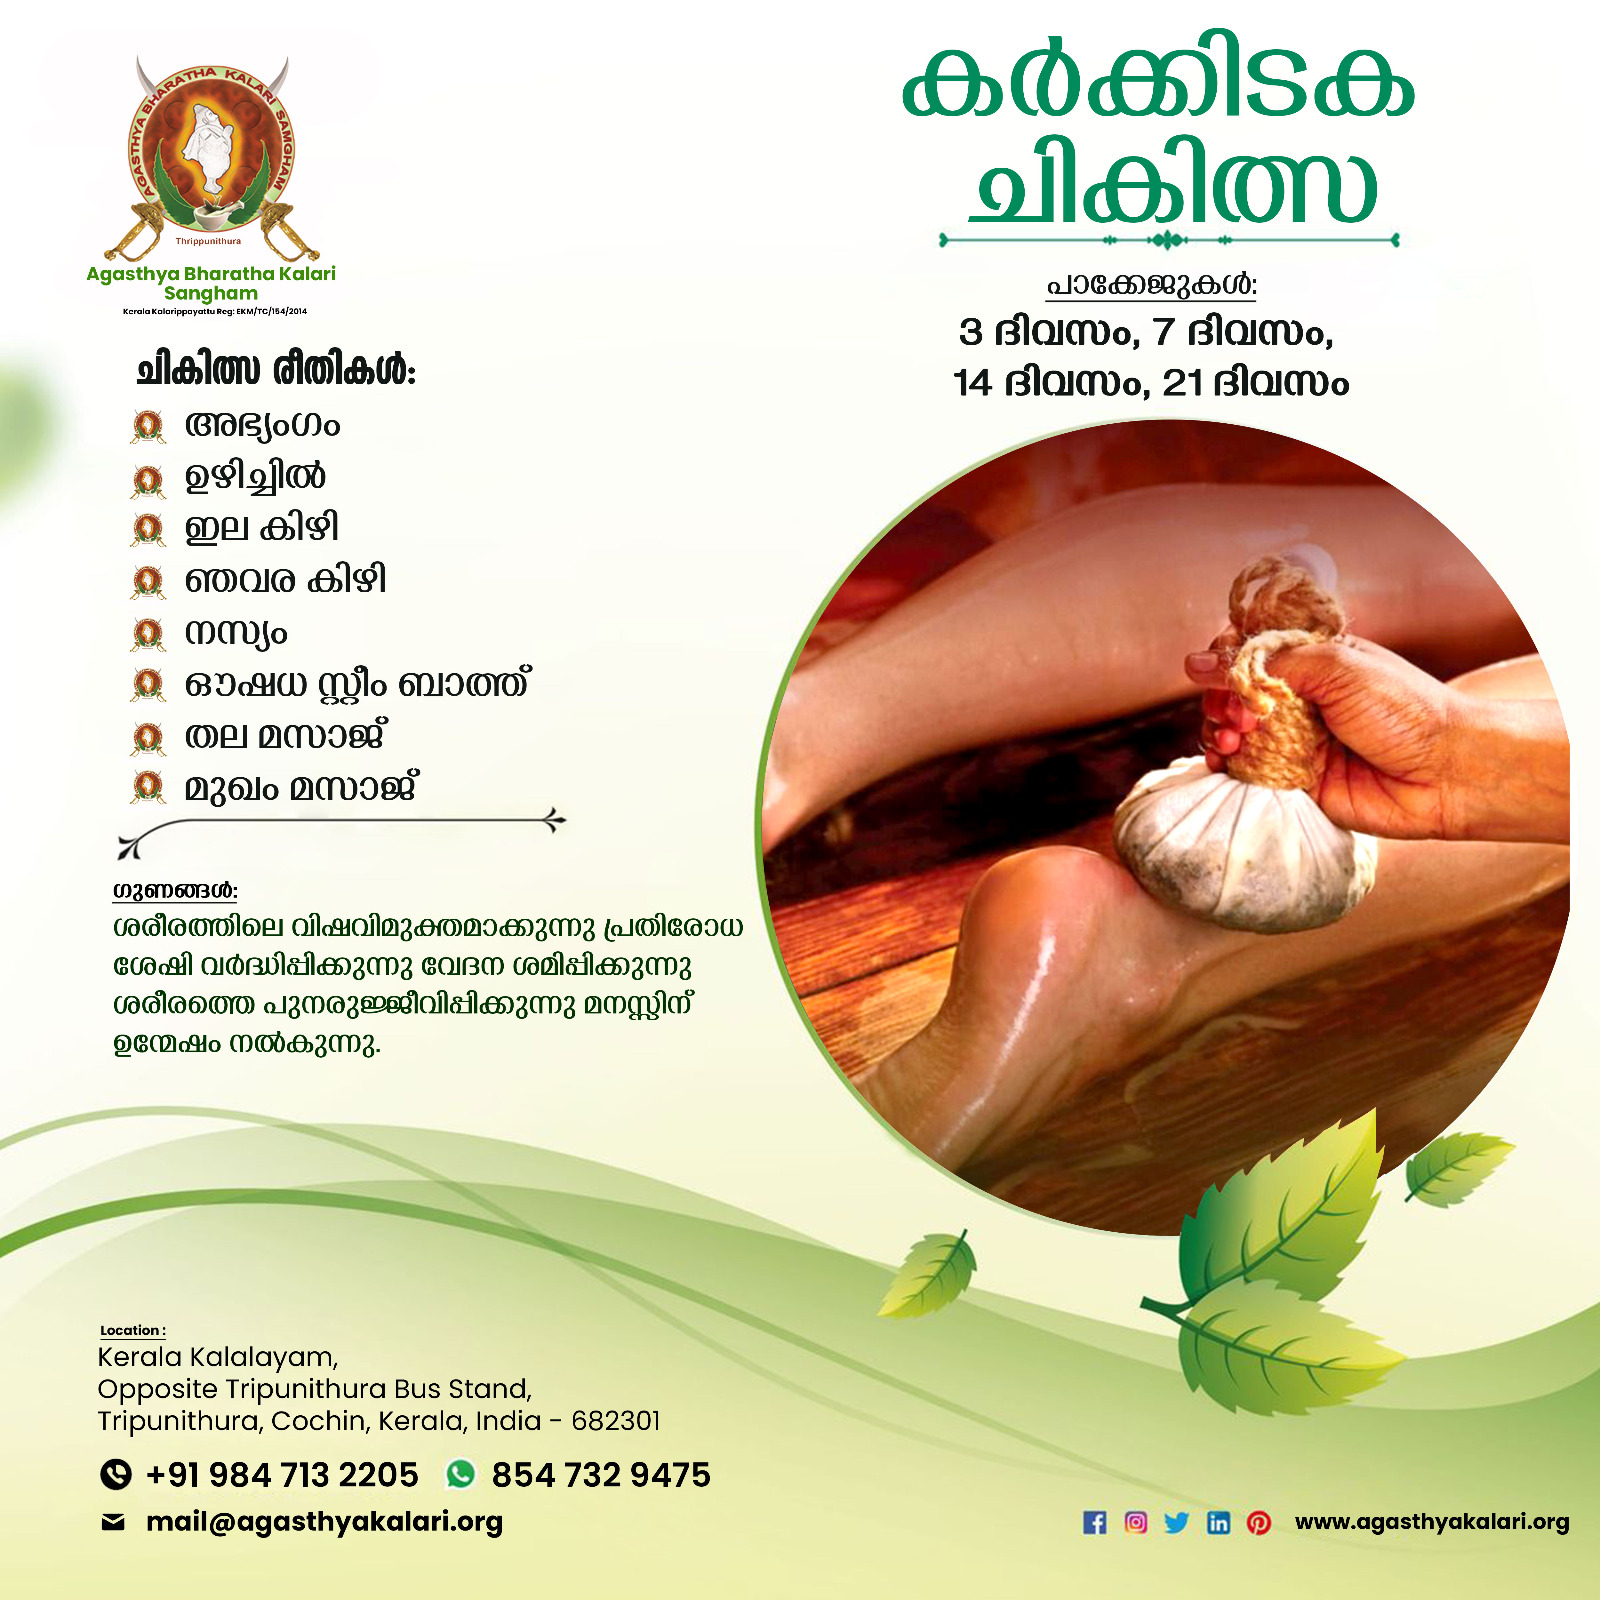 AGASTHYA BHARATHA KALARI SAMGHAM
Thrippunithura
Agasthya Bharatha Kalari
Sangham
Kerala Kalarippayattu Reg: EKM/TC/154/2014
കർക്കിടക
ചികിത്സ
പാക്കേജുകൾ:
3 ദിവസം, 7 ദിവസം,
14 ദിവസം, 21 ദിവസം
ചികിത്സ രീതികൾ:
അഭ്യംഗം
ഉഴിച്ചിൽ
ഇല കിഴി
ഞവര കിഴി
നസ്യം
ഔഷധ സ്റ്റീം ബാത്ത്
തല മസാജ്
മുഖം മസാജ്
ഗുണങ്ങൾ:
ശരീരത്തിലെ വിഷവിമുക്തമാക്കുന്നു പ്രതിരോധ
ശേഷി വർദ്ധിപ്പിക്കുന്നു വേദന ശമിപ്പിക്കുന്നു
ശരീരത്തെ പുനരുജ്ജീവിപ്പിക്കുന്നു മനസ്സിന്
ഉന്മേഷം നൽകുന്നു.
Location :
Kerala Kalalayam,
Opposite Tripunithura Bus Stand,
Tripunithura, Cochin, Kerala, India - 682301
+91 984 713 2205 854 732 9475
mail@agasthyakalari.org
www.agasthyakalari.org